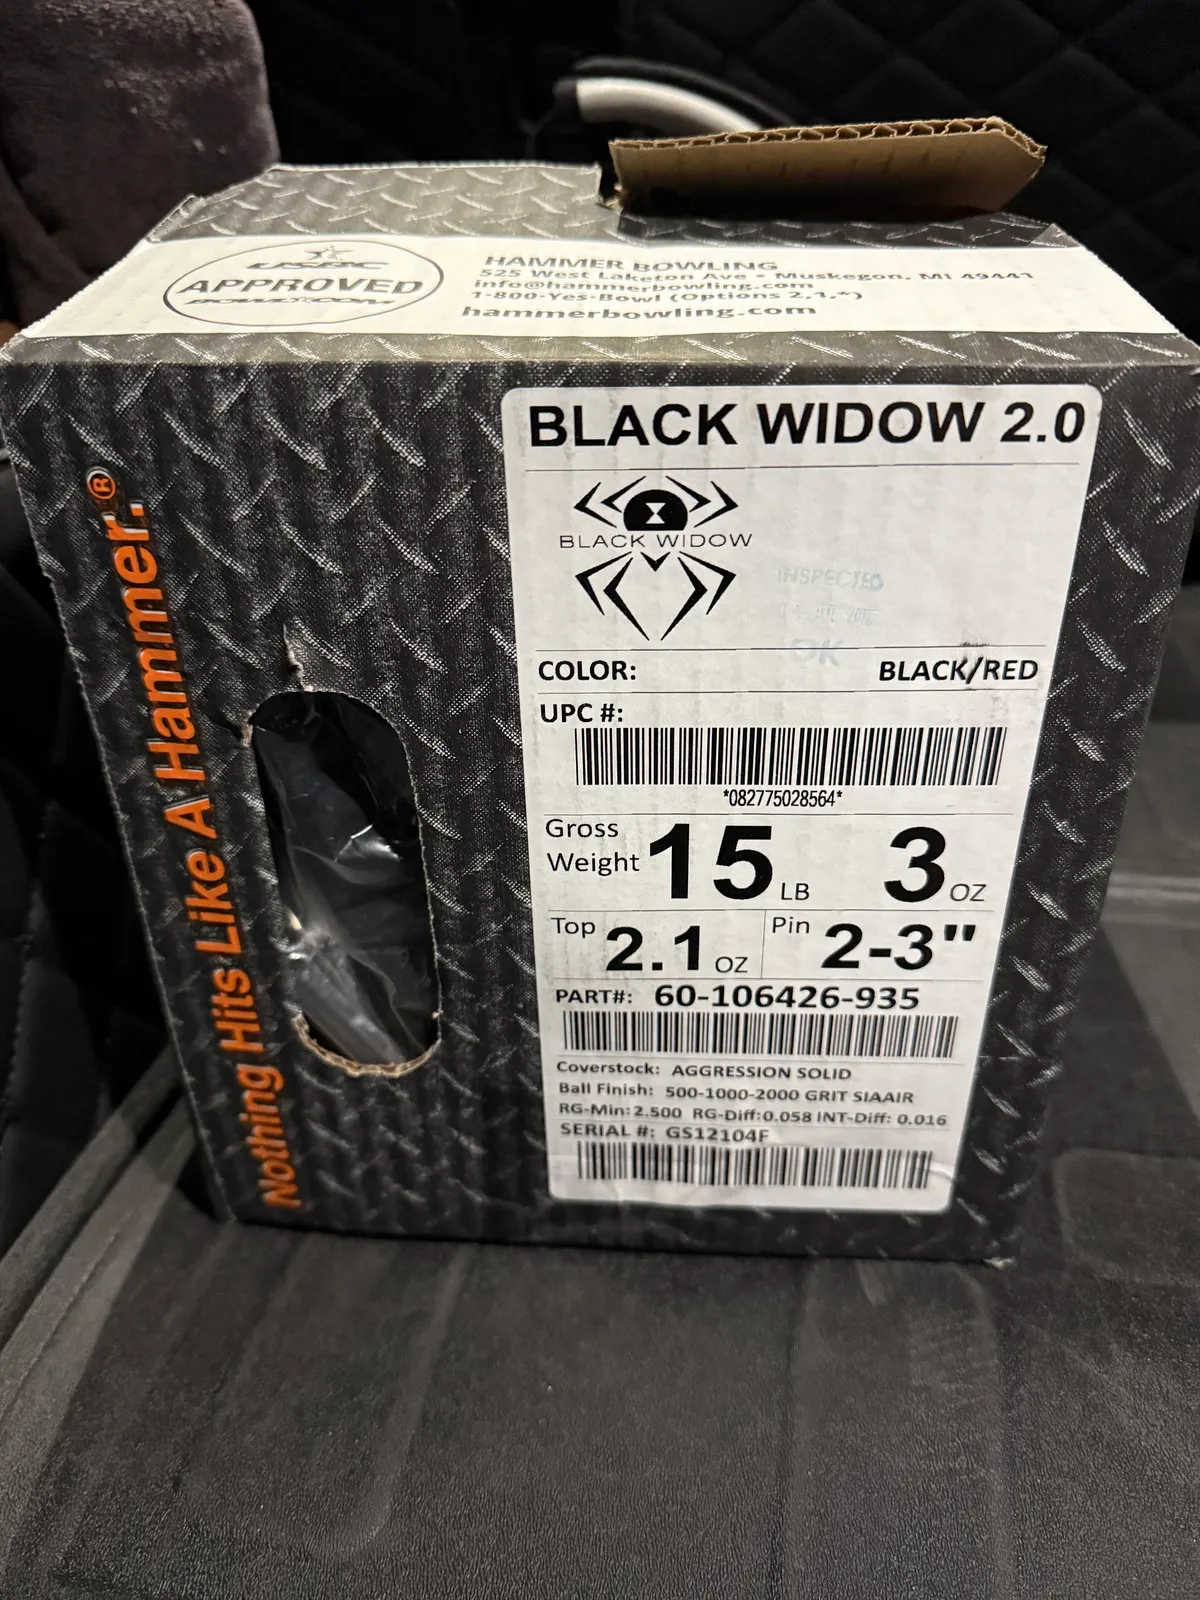 USBC
APPROVED
BOWL.COM
HAMMER BOWLING
525 West Laketon Ave - Muskegon, MI 49441
info@hammerbowling.com
1-800-Yes-Bowl (Options 2,1,*)
hammerbowling.com
Nothing Hits Like A Hammer.®
BLACK WIDOW 2.0
BLACK WIDOW
INSPECTED
OK
COLOR: BLACK/RED
UPC #:
*082775028564*
Gross Weight 15 LB 3 OZ
Top 2.1 OZ Pin 2-3"
PART#: 60-106426-935
Coverstock: AGGRESSION SOLID
Ball Finish: 500-1000-2000 GRIT SIAAIR
RG-Min: 2.500 RG-Diff: 0.058 INT-Diff: 0.016
SERIAL #: GS12104F